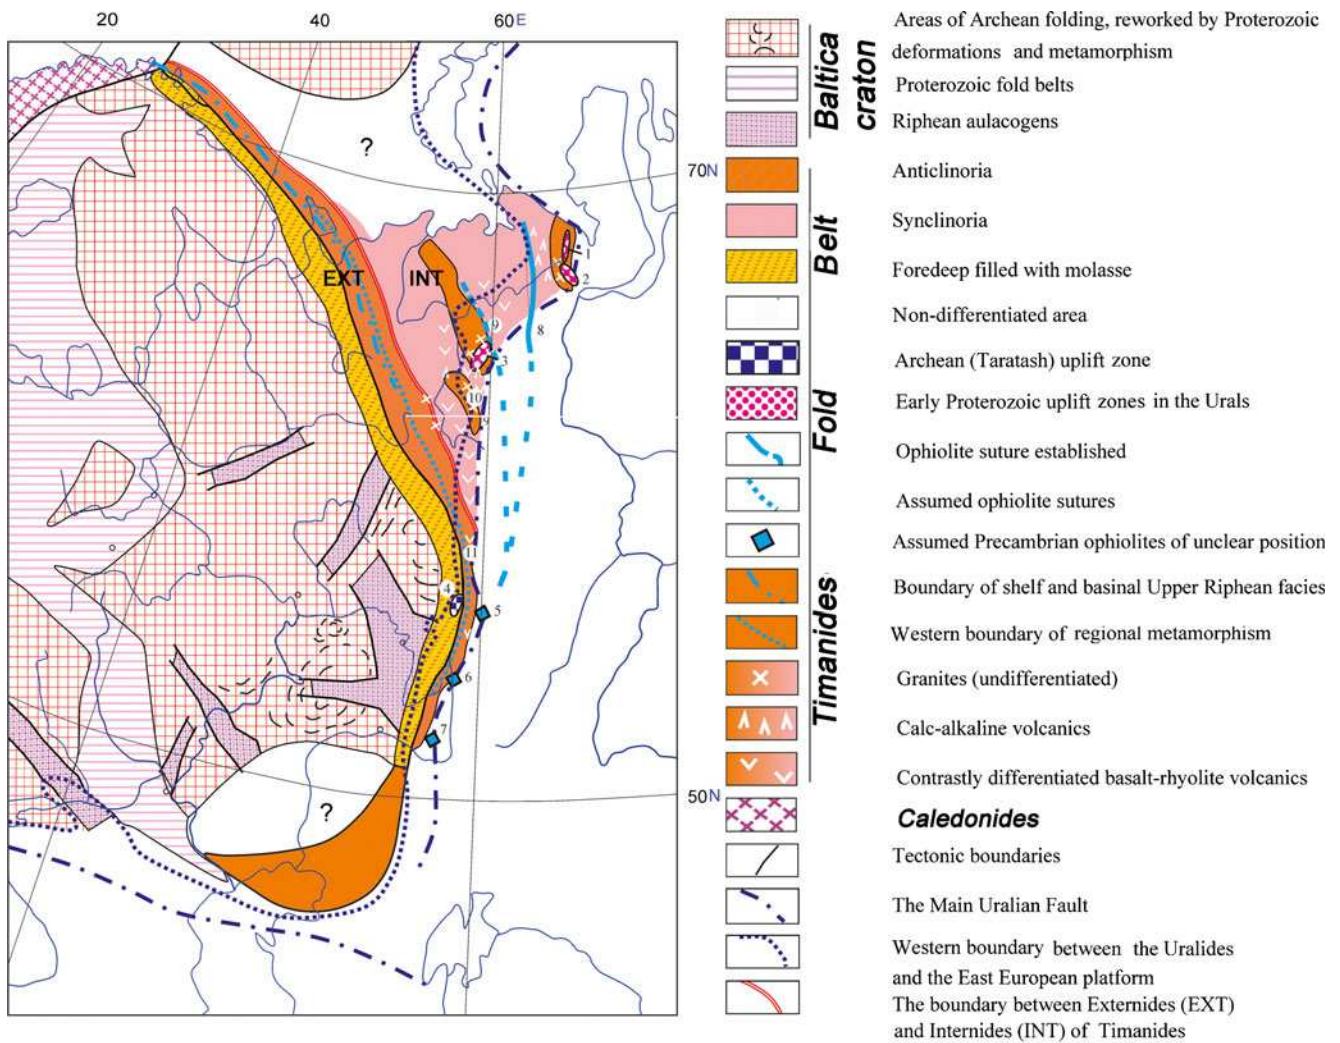 20
40
60E
70N
50N
?
EXT
INT
1
2
9
8
3
10
11
4
5
6
7
?
Baltica
craton
Belt
Fold
Timanides
Areas of Archean folding, reworked by Proterozoic
deformations and metamorphism
Proterozoic fold belts
Riphean aulacogens
Anticlinoria
Synclinoria
Foredeep filled with molasse
Non-differentiated area
Archean (Taratash) uplift zone
Early Proterozoic uplift zones in the Urals
Ophiolite suture established
Assumed ophiolite sutures
Assumed Precambrian ophiolites of unclear position
Boundary of shelf and basinal Upper Riphean facies
Western boundary of regional metamorphism
Granites (undifferentiated)
Calc-alkaline volcanics
Contrastly differentiated basalt-rhyolite volcanics
Caledonides
Tectonic boundaries
The Main Uralian Fault
Western boundary between the Uralides
and the East European platform
The boundary between Externides (EXT)
and Internides (INT) of Timanides